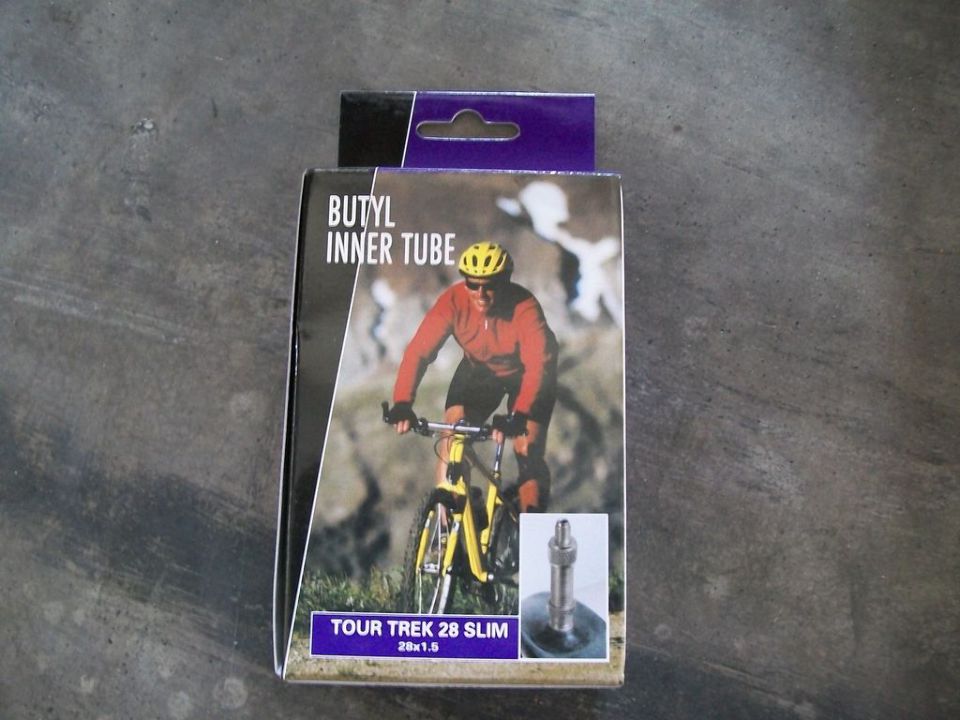 BUTYL
INNER TUBE
TOUR TREK 28 SLIM
28x1.5